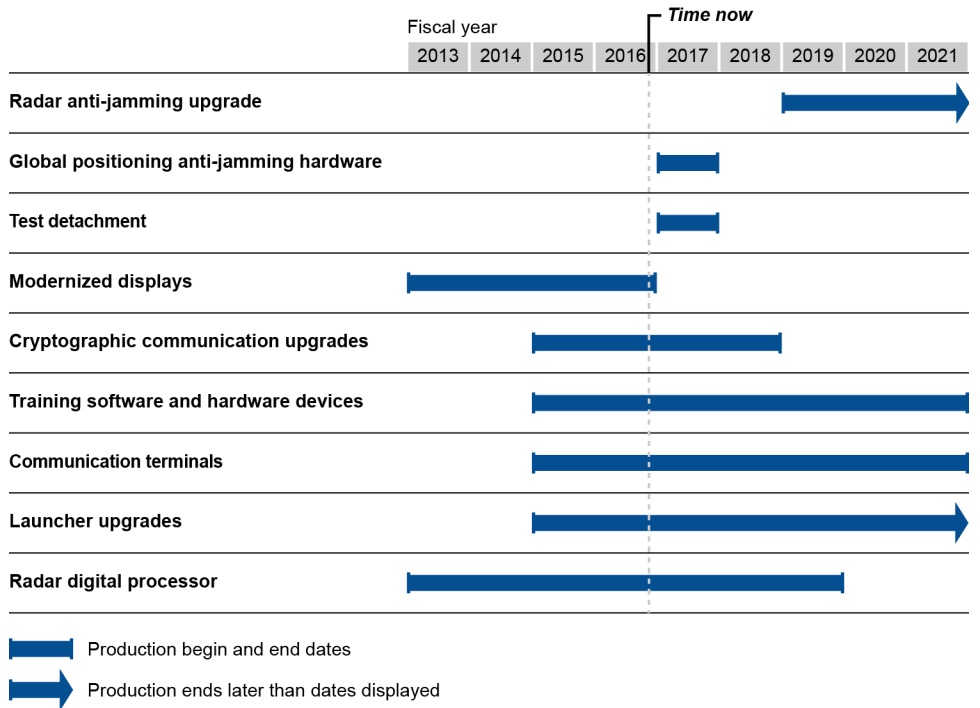 Time now
Fiscal year
2013 2014 2015 2016 2017 2018 2019 2020 2021
Radar anti-jamming upgrade
Global positioning anti-jamming hardware
Test detachment
Modernized displays
Cryptographic communication upgrades
Training software and hardware devices
Communication terminals
Launcher upgrades
Radar digital processor
Production begin and end dates
Production ends later than dates displayed